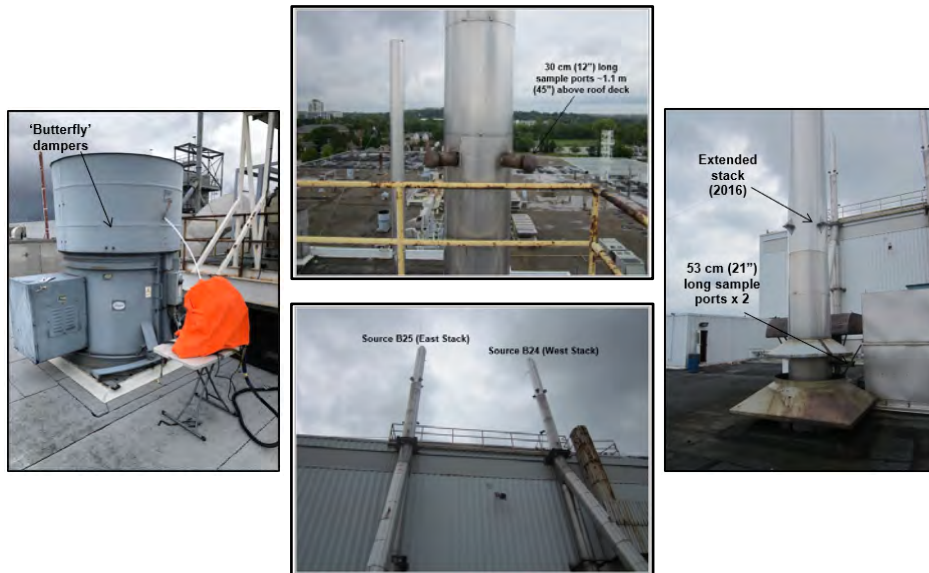 'Butterfly'
dampers
30 cm (12") long
sample ports ~1.1 m
(45") above roof deck
Source B25 (East Stack)
Source B24 (West Stack)
Extended
stack
(2016)
53 cm (21")
long sample
ports x 2